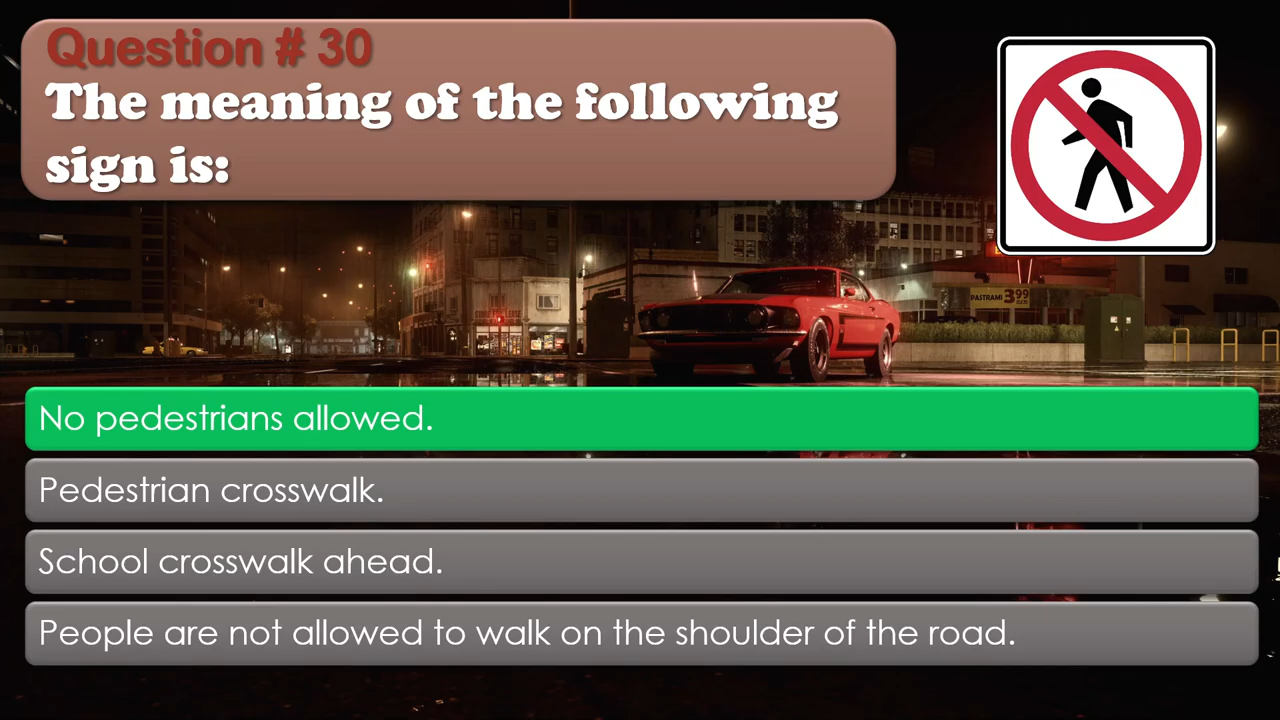 Question # 30
The meaning of the following
sign is:
PASTRAMI 3.99
No pedestrians allowed.
Pedestrian crosswalk.
School crosswalk ahead.
People are not allowed to walk on the shoulder of the road.